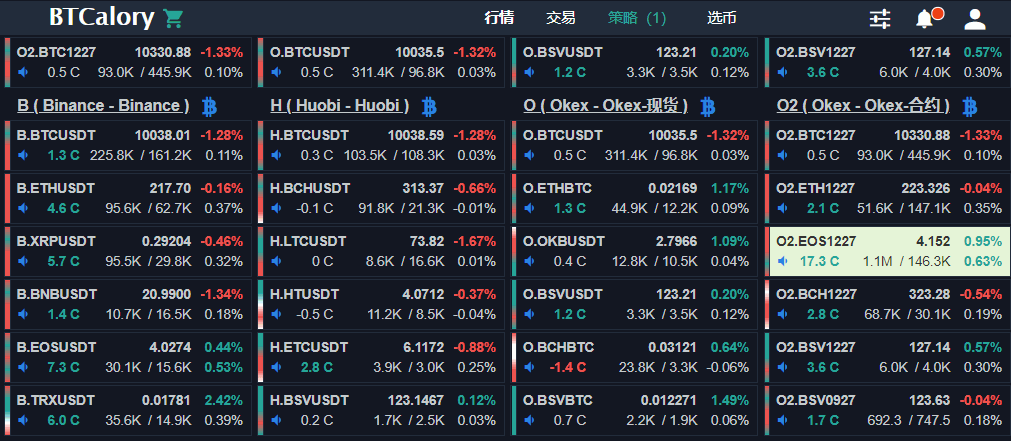 BTCalory 行情 交易 策略 (1) 选币
O2.BTC1227 10330.88 -1.33% O.BTCUSDT 10035.5 -1.32% O.BSVUSDT 123.21 0.20% O2.BSV1227 127.14 0.57%
0.5 C 93.0K / 445.9K 0.10% 0.5 C 311.4K / 96.8K 0.03% 1.2 C 3.3K / 3.5K 0.12% 3.6 C 6.0K / 4.0K 0.30%
B ( Binance - Binance ) H ( Huobi - Huobi ) O ( Okex - Okex-现货 ) O2 ( Okex - Okex-合约 )
B.BTCUSDT 10038.01 -1.28% H.BTCUSDT 10038.59 -1.28% O.BTCUSDT 10035.5 -1.32% O2.BTC1227 10330.88 -1.33%
1.3 C 225.8K / 161.2K 0.11% 0.3 C 103.5K / 108.3K 0.03% 0.5 C 311.4K / 96.8K 0.03% 0.5 C 93.0K / 445.9K 0.10%
B.ETHUSDT 217.70 -0.16% H.BCHUSDT 313.37 -0.66% O.ETHBTC 0.02169 1.17% O2.ETH1227 223.326 -0.04%
4.6 C 95.6K / 62.7K 0.37% -0.1 C 91.8K / 21.3K -0.01% 1.3 C 44.9K / 12.2K 0.09% 2.1 C 51.6K / 147.1K 0.35%
B.XRPUSDT 0.29204 -0.46% H.LTCUSDT 73.82 -1.67% O.OKBUSDT 2.7966 1.09% O2.EOS1227 4.152 0.95%
5.7 C 95.5K / 29.8K 0.32% 0 C 8.6K / 16.6K 0.01% 0.4 C 12.8K / 10.5K 0.04% 17.3 C 1.1M / 146.3K 0.63%
B.BNBUSDT 20.9900 -1.34% H.HTUSDT 4.0712 -0.37% O.BSVUSDT 123.21 0.20% O2.BCH1227 323.28 -0.54%
1.4 C 10.7K / 16.5K 0.18% -0.5 C 11.2K / 8.5K -0.04% 1.2 C 3.3K / 3.5K 0.12% 2.8 C 68.7K / 30.1K 0.19%
B.EOSUSDT 4.0274 0.44% H.ETCUSDT 6.1172 -0.88% O.BCHBTC 0.03121 0.64% O2.BSV1227 127.14 0.57%
7.3 C 30.1K / 15.6K 0.53% 2.8 C 3.9K / 3.0K 0.25% -1.4 C 23.8K / 3.3K -0.06% 3.6 C 6.0K / 4.0K 0.30%
B.TRXUSDT 0.01781 2.42% H.BSVUSDT 123.1467 0.12% O.BSVBTC 0.012271 1.49% O2.BSV0927 123.63 -0.04%
6.0 C 35.6K / 14.9K 0.39% 0.2 C 1.7K / 2.5K 0.03% 0.7 C 2.2K / 1.9K 0.06% 1.7 C 692.3 / 747.5 0.18%